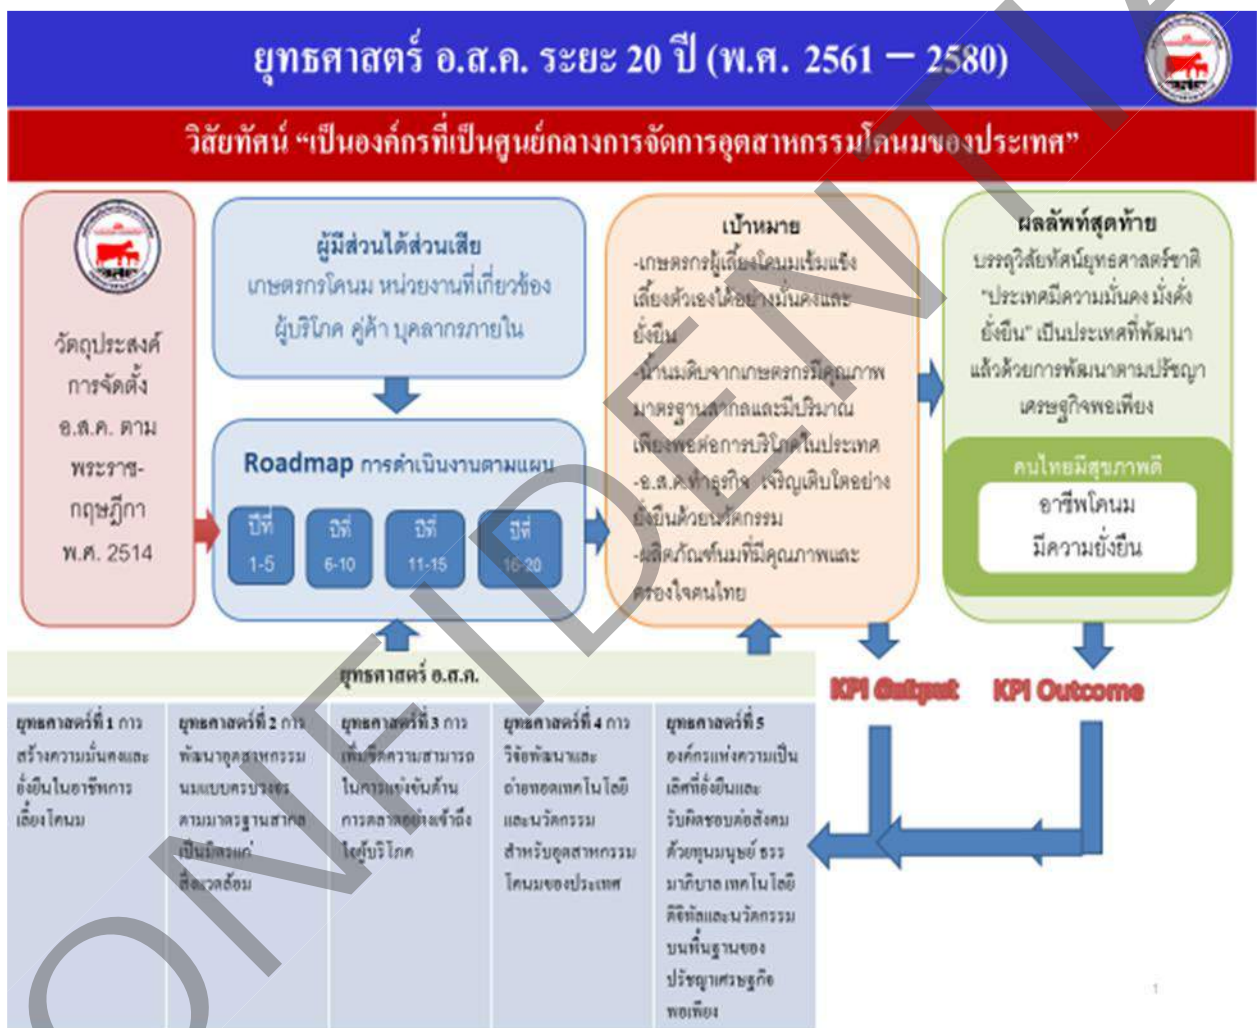 ยุทธศาสตร์ อ.ส.ค. ระยะ 20 ปี (พ.ศ. 2561 – 2580)
วิสัยทัศน์ “เป็นองค์กรที่เป็นศูนย์กลางการจัดการอุตสาหกรรมโคนมของประเทศ”
วัตถุประสงค์
การจัดตั้ง
อ.ส.ค. ตาม
พระราช-
กฤษฎีกา
พ.ศ. 2514
ผู้มีส่วนได้ส่วนเสีย
เกษตรกรโคนม หน่วยงานที่เกี่ยวข้อง
ผู้บริโภค คู่ค้า บุคลากรภายใน
Roadmap การดำเนินงานตามแผน
ปีที่
1-5
ปีที่
6-10
ปีที่
11-15
ปีที่
16-20
เป้าหมาย
-เกษตรกรผู้เลี้ยงโคนมเข้มแข็ง
เลี้ยงตัวเองได้อย่างมั่นคงและ
ยั่งยืน
-น้ำนมดิบจากเกษตรกรมีคุณภาพ
มาตรฐานสากลและมีปริมาณ
เพียงพอต่อการบริโภคในประเทศ
-อ.ส.ค.ทำธุรกิจ เจริญเติบโตอย่าง
ยั่งยืนด้วยนวัตกรรม
-ผลิตภัณฑ์นมที่มีคุณภาพและ
ครองใจคนไทย
ผลลัพท์สุดท้าย
บรรลุวิสัยทัศน์ยุทธศาสตร์ชาติ
"ประเทศมีความมั่นคง มั่งคั่ง
ยั่งยืน" เป็นประเทศที่พัฒนา
แล้วด้วยการพัฒนาตามปรัชญา
เศรษฐกิจพอเพียง
คนไทยมีสุขภาพดี
อาชีพโคนม
มีความยั่งยืน
KPI Output
KPI Outcome
ยุทธศาสตร์ อ.ส.ค.
ยุทธศาสตร์ที่ 1 การ
สร้างความมั่นคงและ
ยั่งยืนในอาชีพการ
เลี้ยงโคนม
ยุทธศาสตร์ที่ 2 การ
พัฒนาอุตสาหกรรม
นมแบบครบวงจร
ตามมาตรฐานสากล
เป็นมิตรแก่
สิ่งแวดล้อม
ยุทธศาสตร์ที่ 3 การ
เพิ่มขีดความสามารถ
ในการแข่งขันด้าน
การตลาดอย่างเข้าถึง
ใจผู้บริโภค
ยุทธศาสตร์ที่ 4 การ
วิจัยพัฒนาและ
ถ่ายทอดเทคโนโลยี
และนวัตกรรม
สำหรับอุตสาหกรรม
โคนมของประเทศ
ยุทธศาสตร์ที่ 5
องค์กรแห่งความเป็น
เลิศที่ยั่งยืนและ
รับผิดชอบต่อสังคม
ด้วยทุนมนุษย์ ธรร
มาภิบาล เทคโนโลยี
ดิจิทัลและนวัตกรรม
บนพื้นฐานของ
ปรัชญาเศรษฐกิจ
พอเพียง
1
ONFIDENTIA